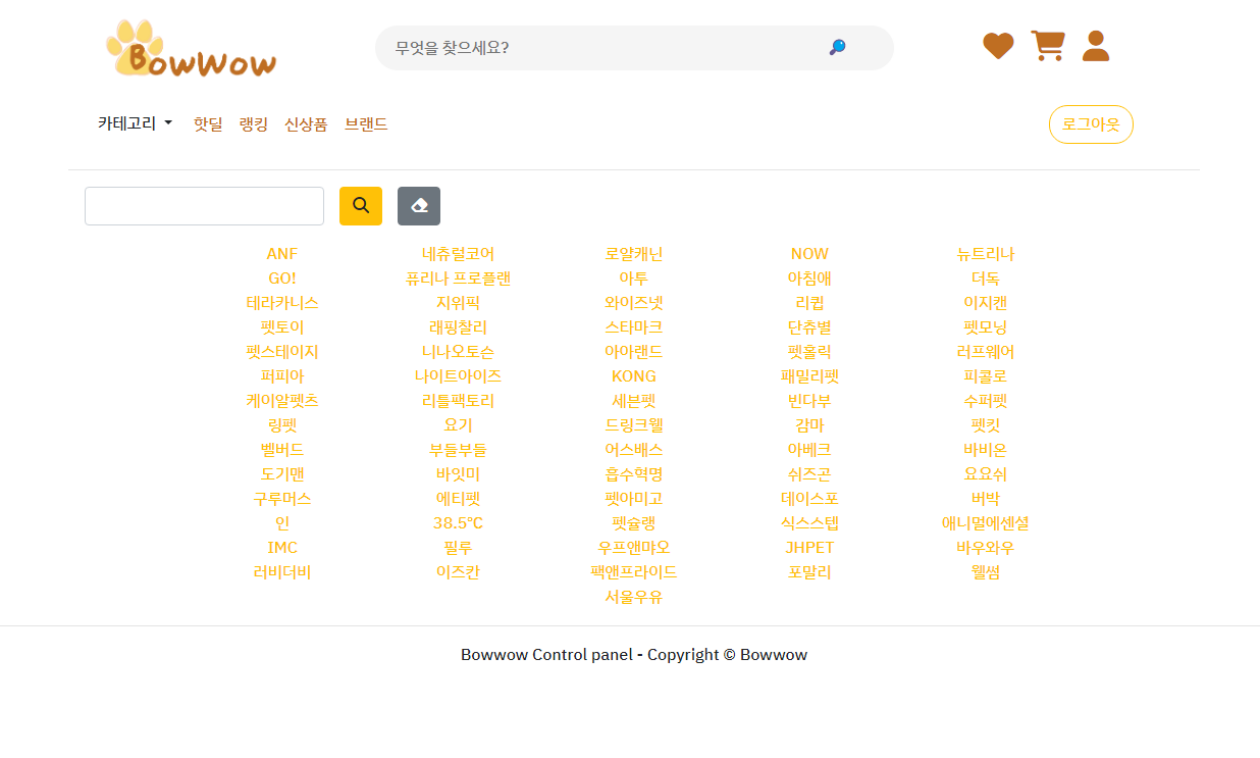 BowWow
무엇을 찾으세요?
카테고리 핫딜 랭킹 신상품 브랜드 로그아웃
ANF 네츄럴코어 로얄캐닌 NOW 뉴트리나
GO! 퓨리나 프로플랜 아투 아침애 더독
테라카니스 지위픽 와이즈넷 리큅 이지캔
펫토이 래핑찰리 스타마크 단츄별 펫모닝
펫스테이지 니나오토슨 아아랜드 펫홀릭 러프웨어
퍼피아 나이트아이즈 KONG 패밀리펫 피콜로
케이알펫츠 리틀팩토리 세븐펫 빈다부 수퍼펫
링펫 요기 드링크웰 감마 펫킷
벨버드 부들부들 어스배스 아베크 바비온
도기맨 바잇미 흡수혁명 쉬즈곤 요요쉬
구루머스 에티펫 펫아미고 데이스포 버박
인 38.5℃ 펫슐랭 식스스텝 애니멀에센셜
IMC 필루 우프앤먀오 JHPET 바우와우
러비더비 이즈칸 팩앤프라이드 포말리 웰썸
서울우유
Bowwow Control panel - Copyright © Bowwow